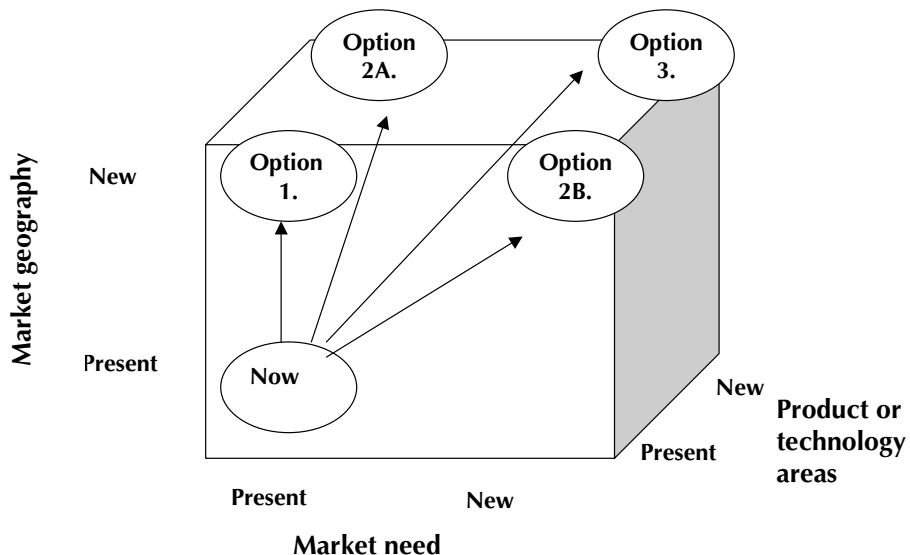 Option
2A.
Option
3.
Option
1.
Option
2B.
New
Market geography
Present
Now
New
Product or
technology
areas
Present
Present
New
Market need